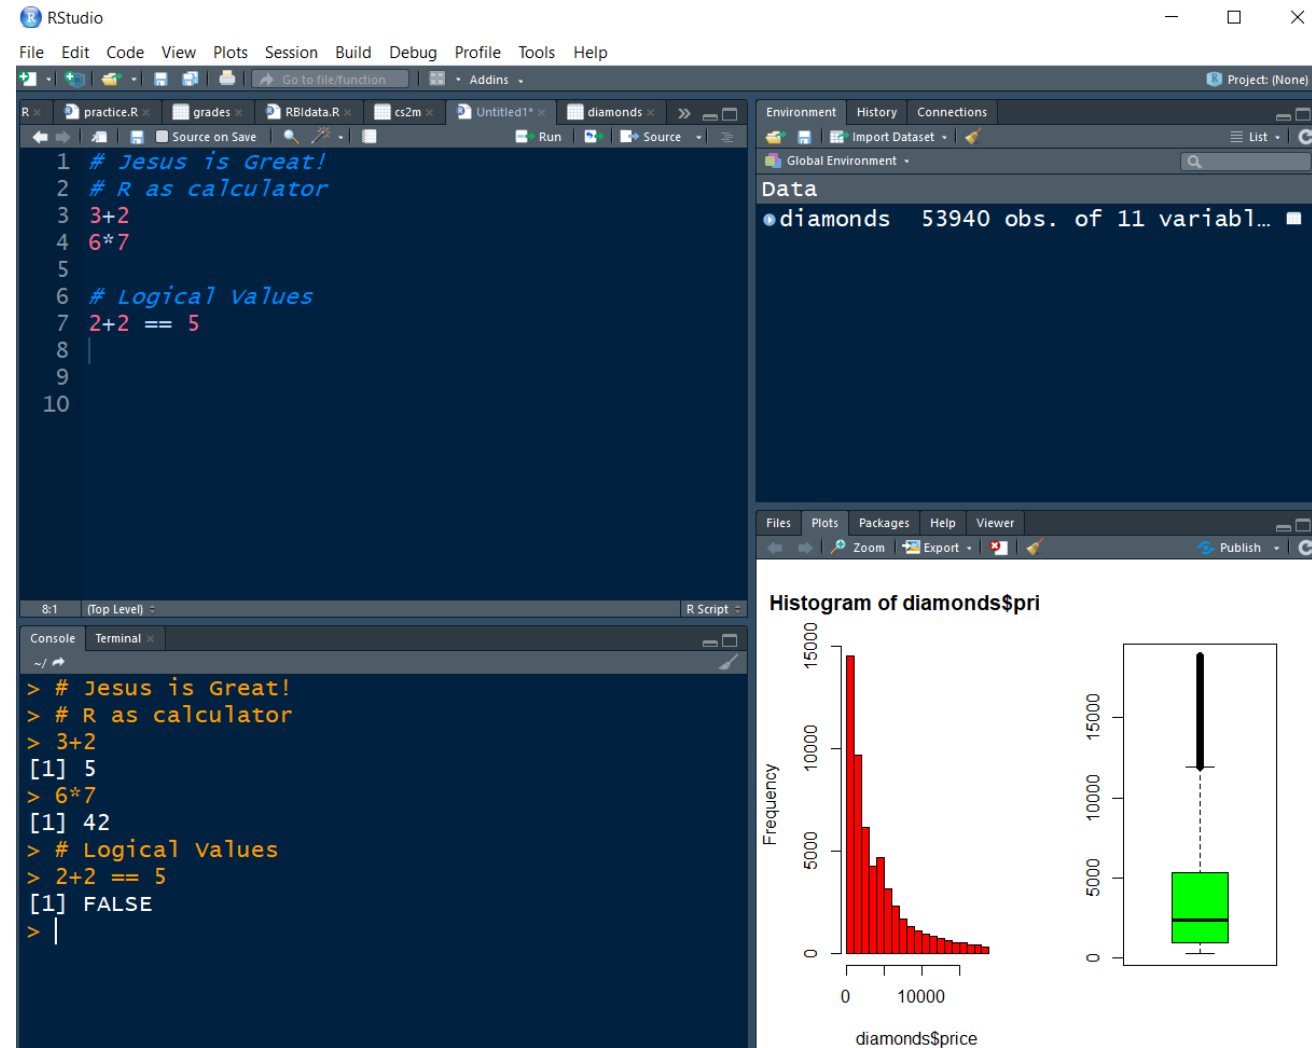 RStudio
File Edit Code View Plots Session Build Debug Profile Tools Help
Go to file/function Addins Project: (None)
R practice.R grades RBIdata.R cs2m Untitled1* diamonds
Source on Save Run Source
1 # Jesus is Great!
2 # R as calculator
3 3+2
4 6*7
5
6 # Logical Values
7 2+2 == 5
8
9
10
8:1 (Top Level) R Script
Console Terminal
~/
> # Jesus is Great!
> # R as calculator
> 3+2
[1] 5
> 6*7
[1] 42
> # Logical Values
> 2+2 == 5
[1] FALSE
>
Environment History Connections
Import Dataset List
Global Environment
Data
diamonds 53940 obs. of 11 variabl…
Files Plots Packages Help Viewer
Zoom Export Publish
Histogram of diamonds$pri
Frequency
0 5000 10000 15000
0 10000
diamonds$price
0 5000 10000 15000